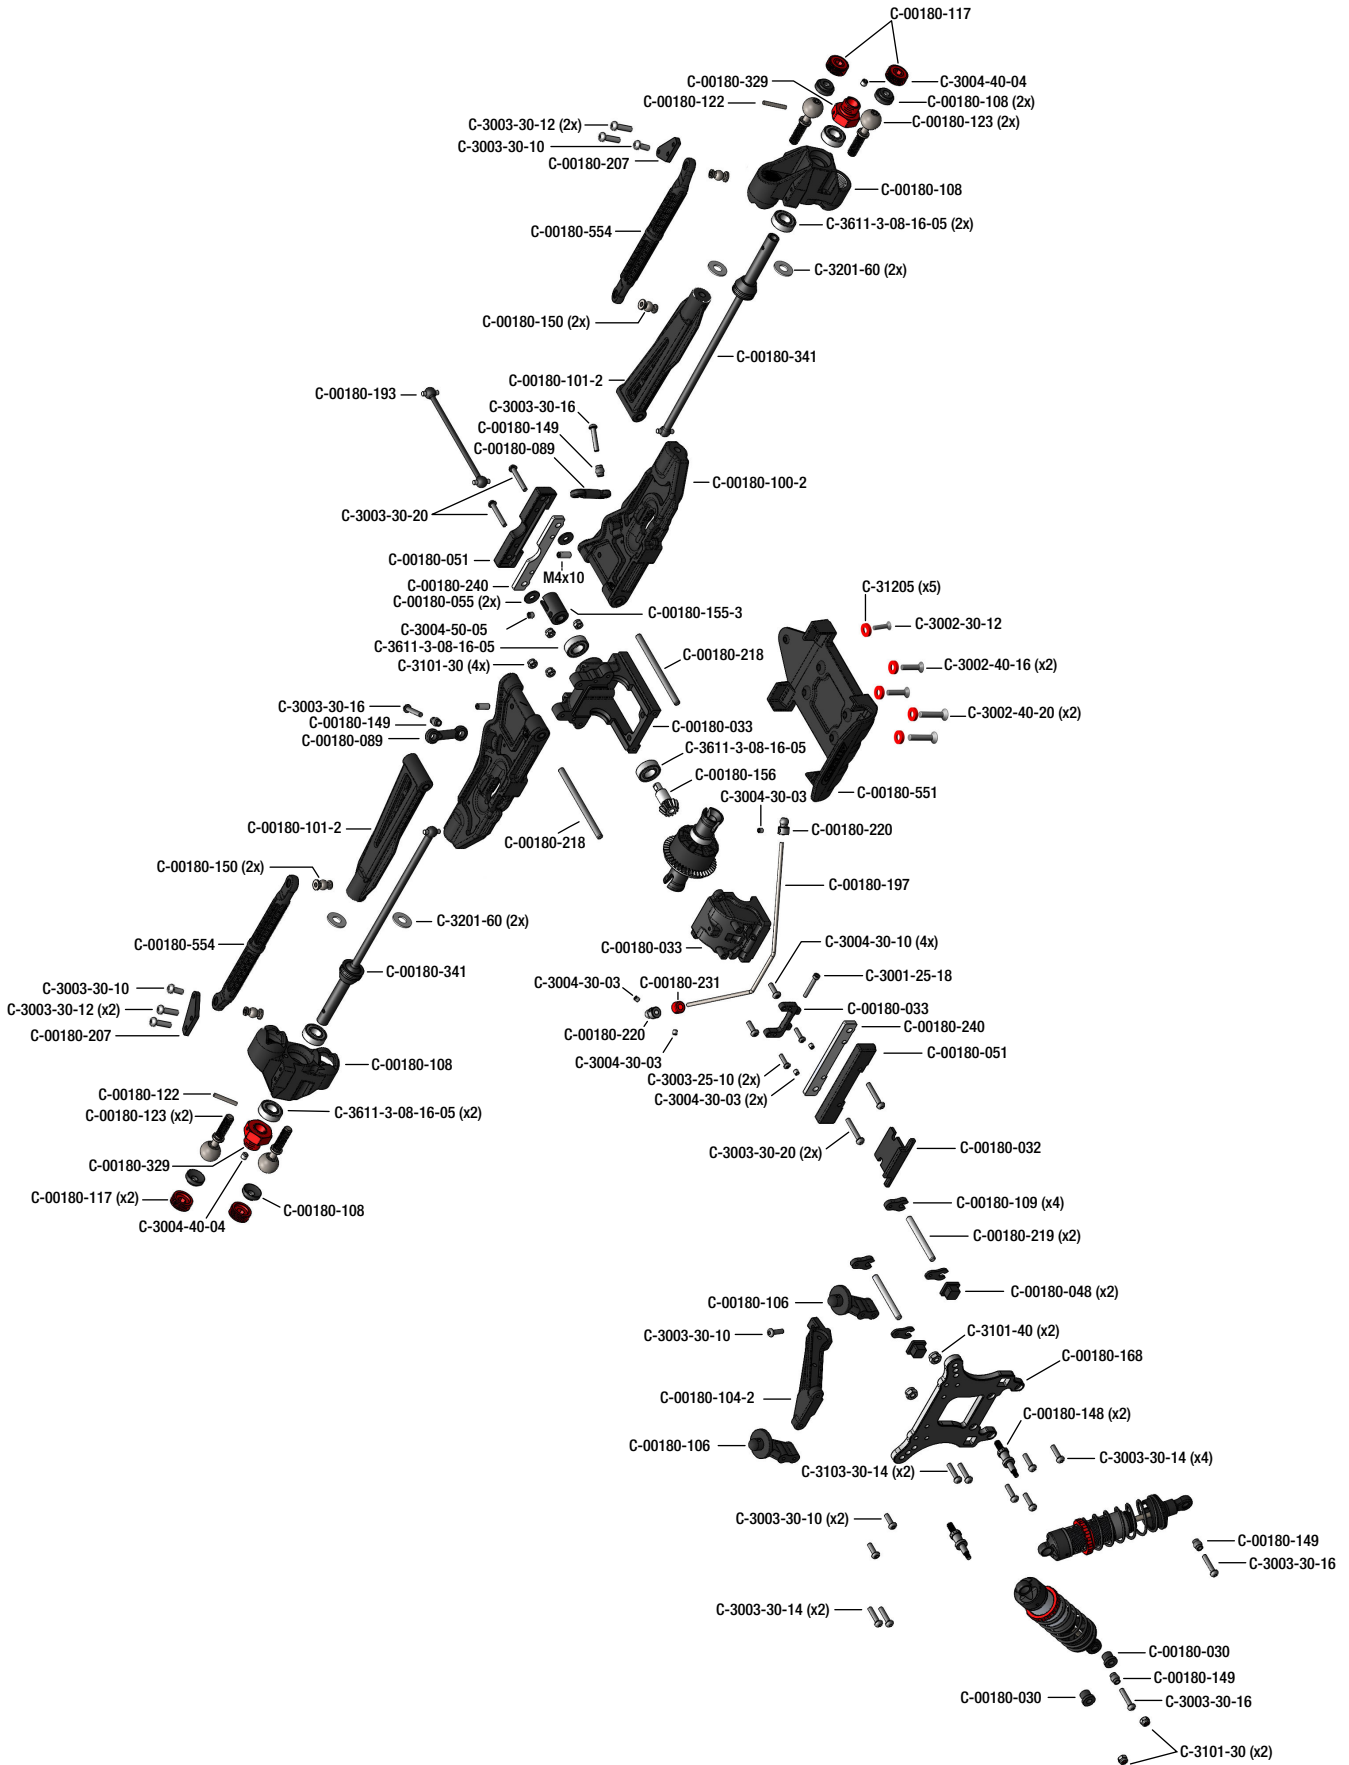 C-00180-117
C-00180-329
C-3004-40-04
C-00180-122
C-00180-108 (2x)
C-3003-30-12 (2x)
C-00180-123 (2x)
C-3003-30-10
C-00180-207
C-00180-108
C-00180-554
C-3611-3-08-16-05 (2x)
C-3201-60 (2x)
C-00180-150 (2x)
C-00180-341
C-00180-101-2
C-00180-193
C-3003-30-16
C-00180-149
C-00180-089
C-00180-100-2
C-3003-30-20
C-00180-051
M4x10
C-00180-240
C-31205 (x5)
C-00180-055 (2x)
C-00180-155-3
C-3002-30-12
C-3004-50-05
C-3611-3-08-16-05
C-00180-218
C-3101-30 (4x)
C-3002-40-16 (x2)
C-3003-30-16
C-00180-149
C-3002-40-20 (x2)
C-00180-033
C-00180-089
C-3611-3-08-16-05
C-00180-156
C-3004-30-03
C-00180-551
C-00180-101-2
C-00180-220
C-00180-218
C-00180-150 (2x)
C-00180-197
C-3201-60 (2x)
C-00180-554
C-00180-033
C-3004-30-10 (4x)
C-00180-341
C-3004-30-03
C-00180-231
C-3001-25-18
C-3003-30-10
C-3003-30-12 (x2)
C-00180-033
C-00180-207
C-00180-220
C-00180-240
C-00180-108
C-3004-30-03
C-00180-051
C-3003-25-10 (2x)
C-00180-122
C-3004-30-03 (2x)
C-00180-123 (x2)
C-3611-3-08-16-05 (x2)
C-3003-30-20 (2x)
C-00180-032
C-00180-329
C-00180-117 (x2)
C-00180-109 (x4)
C-00180-108
C-3004-40-04
C-00180-219 (x2)
C-00180-048 (x2)
C-00180-106
C-3003-30-10
C-3101-40 (x2)
C-00180-168
C-00180-104-2
C-00180-148 (x2)
C-00180-106
C-3103-30-14 (x2)
C-3003-30-14 (x4)
C-3003-30-10 (x2)
C-00180-149
C-3003-30-16
C-3003-30-14 (x2)
C-00180-030
C-00180-149
C-00180-030
C-3003-30-16
C-3101-30 (x2)